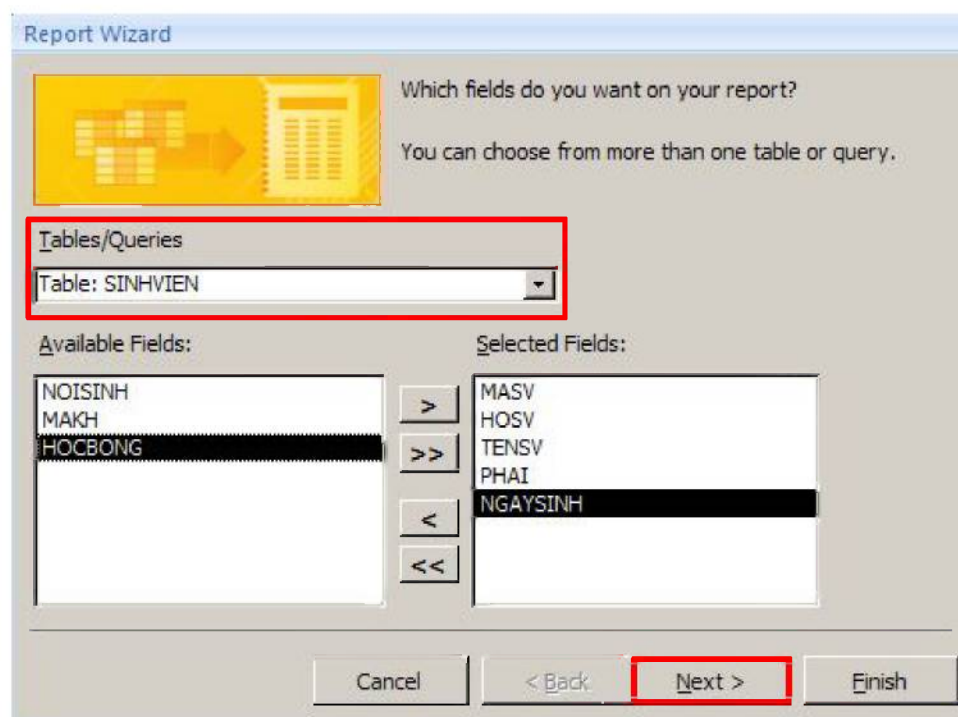 Report Wizard
Which fields do you want on your report?
You can choose from more than one table or query.
Tables/Queries
Table: SINHVIEN
Available Fields:
Selected Fields:
NOISINH
MAKH
HOCBONG
>
>>
<
<<
MASV
HOSV
TENSV
PHAI
NGAYSINH
Cancel
< Back
Next >
Finish